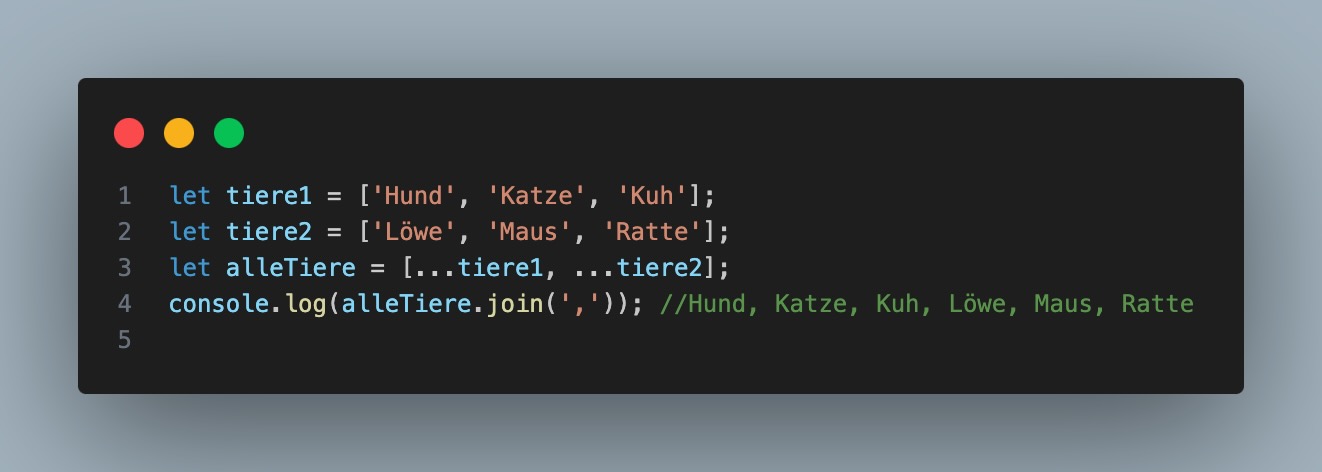 1 let tiere1 = ['Hund', 'Katze', 'Kuh'];
2 let tiere2 = ['Löwe', 'Maus', 'Ratte'];
3 let alleTiere = [...tiere1, ...tiere2];
4 console.log(alleTiere.join(',')); //Hund, Katze, Kuh, Löwe, Maus, Ratte
5